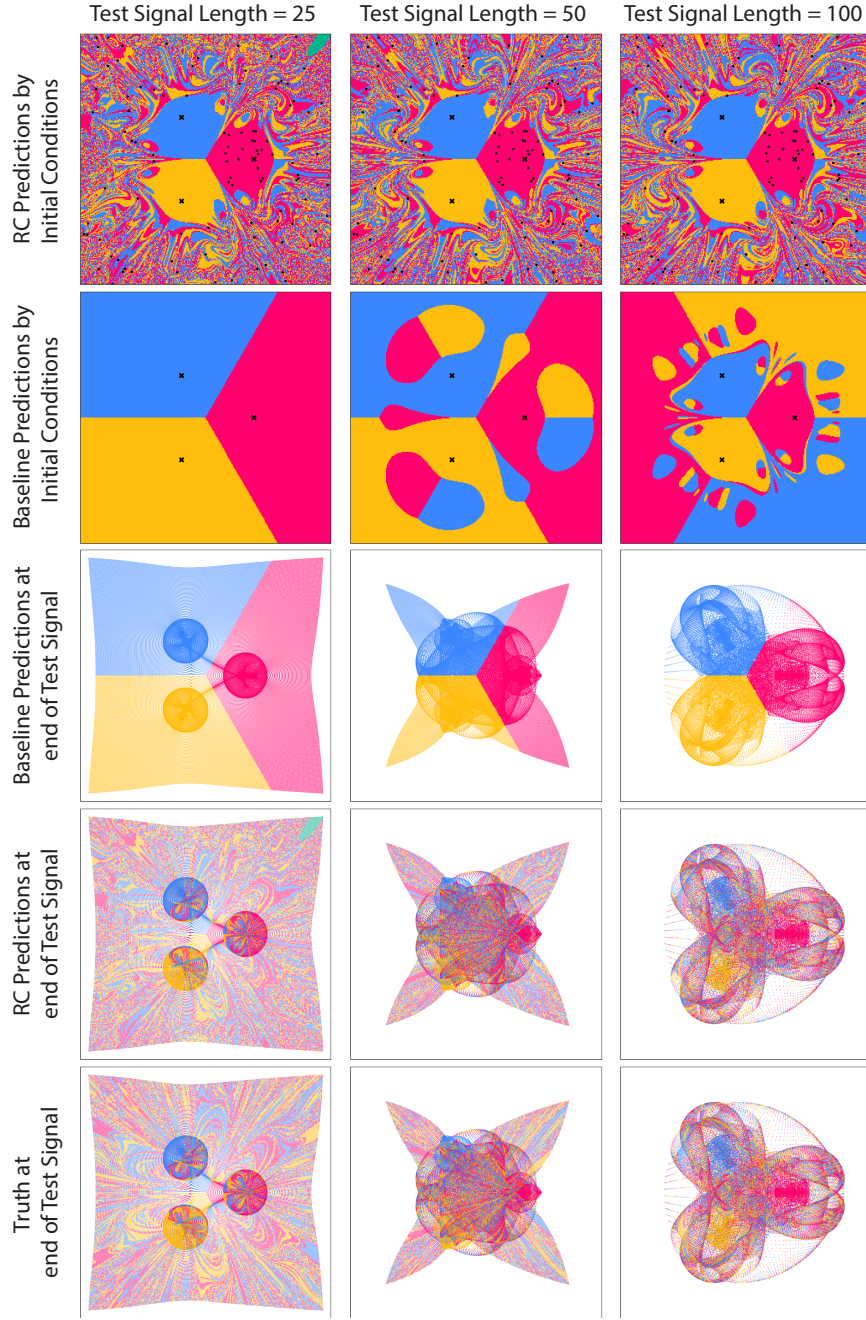 Test Signal Length = 25
Test Signal Length = 50
Test Signal Length = 100
RC Predictions by
Initial Conditions
Baseline Predictions by
Initial Conditions
Baseline Predictions at
end of Test Signal
RC Predictions at
end of Test Signal
Truth at
end of Test Signal